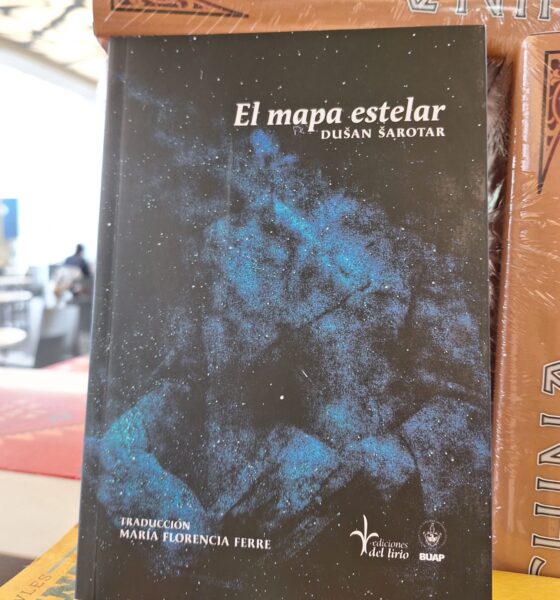 El mapa estelar
DUŠAN ŠAROTAR
TRADUCCIÓN
MARÍA FLORENCIA FERRE
ediciones
del lirio
BUAP